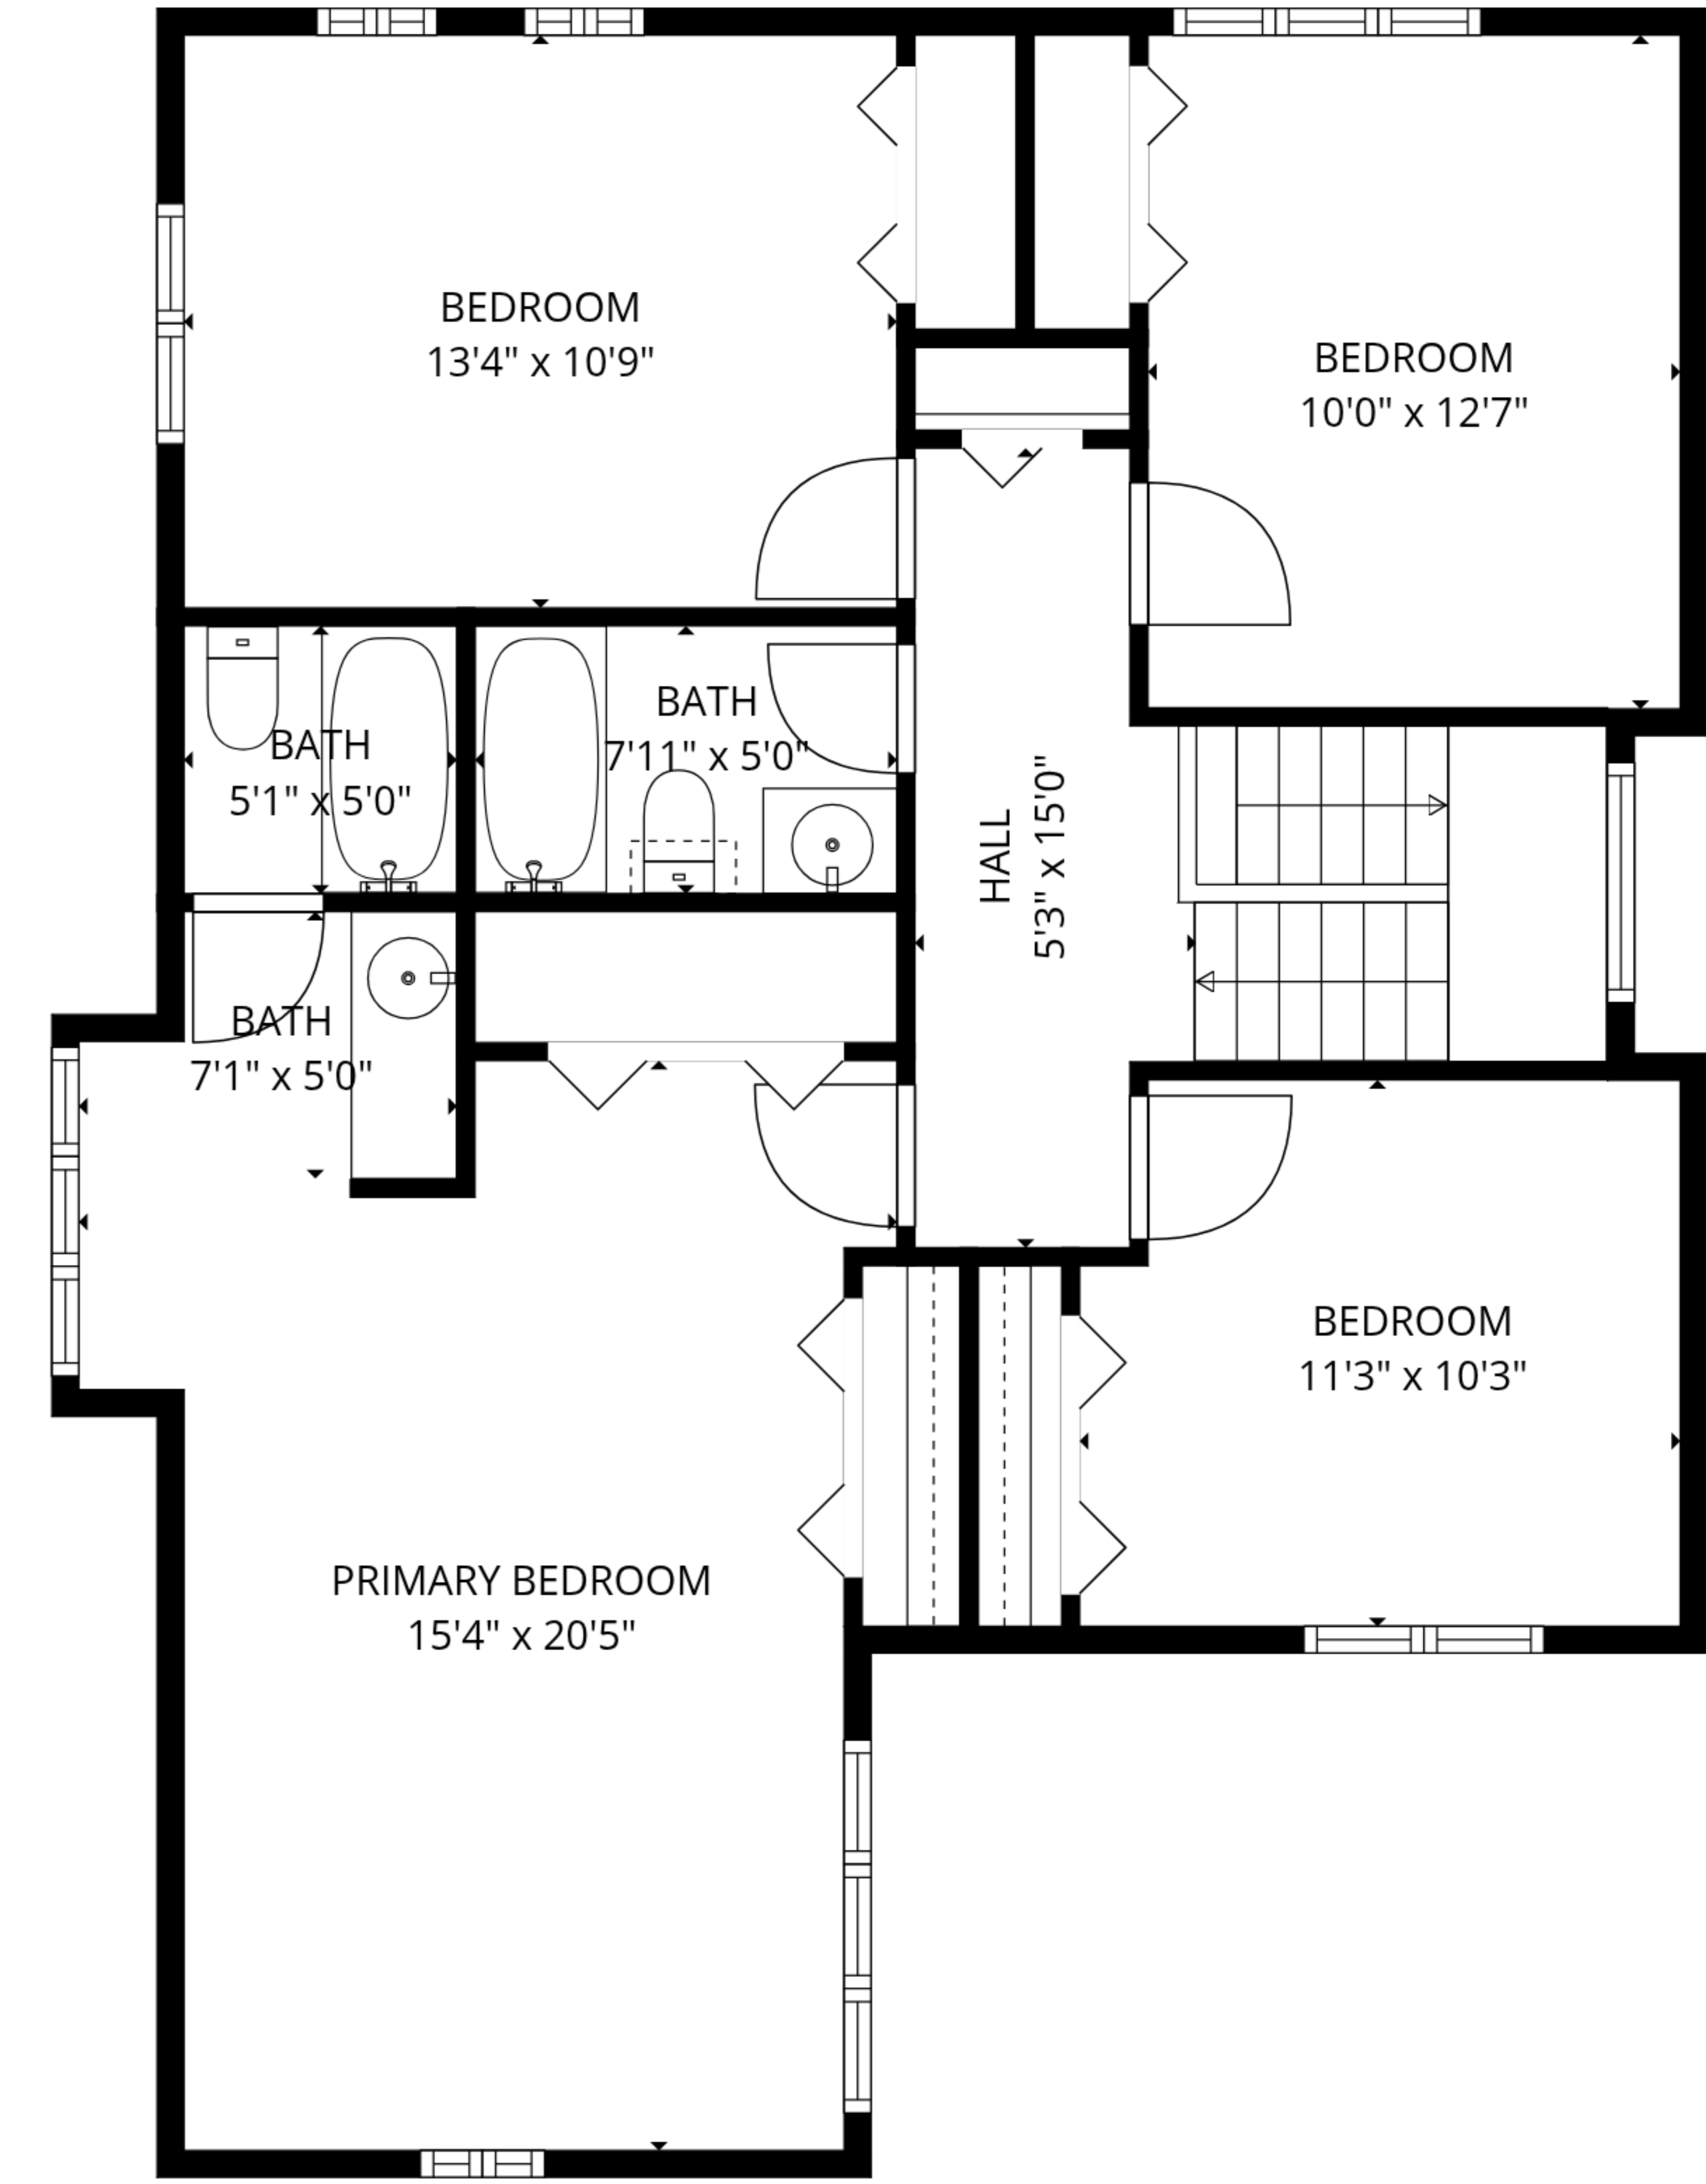 BEDROOM
13'4" x 10'9"
BEDROOM
10'0" x 12'7"
BATH
5'1" x 5'0"
BATH
7'11" x 5'0"
HALL
5'3" x 15'0"
BATH
7'1" x 5'0"
BEDROOM
11'3" x 10'3"
PRIMARY BEDROOM
15'4" x 20'5"